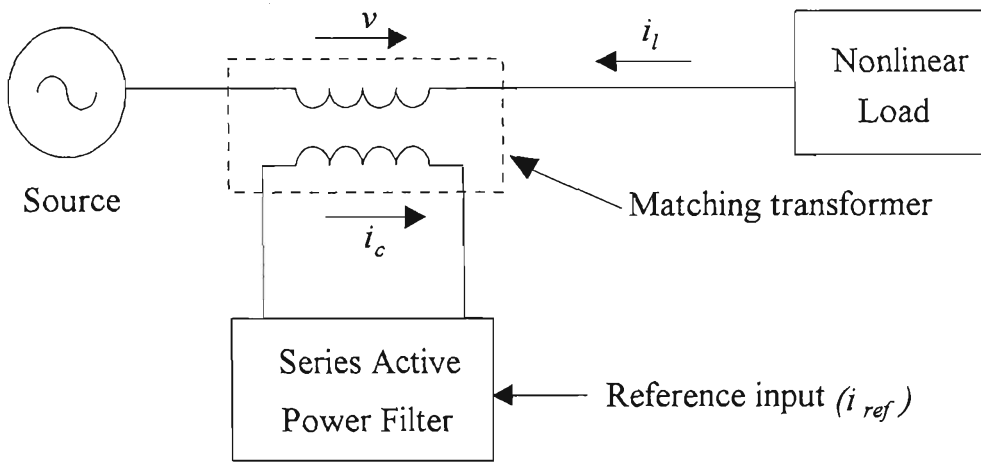 v
i_l
Nonlinear
Load
Source
Matching transformer
i_c
Series Active
Power Filter
Reference input (i_ref)